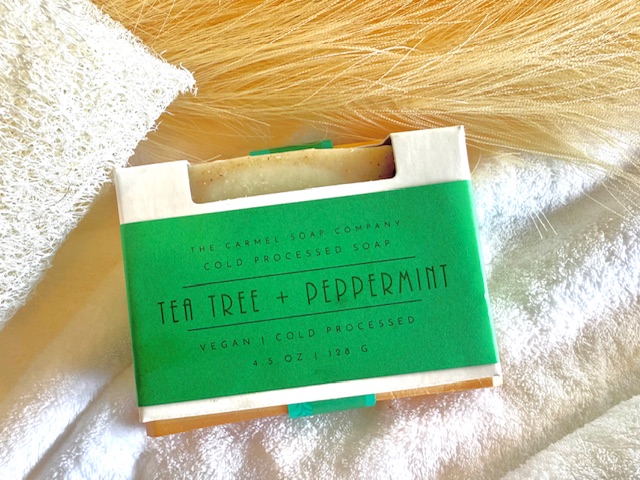 THE CARMEL SOAP COMPANY
COLD PROCESSED SOAP
TEA TREE + PEPPERMINT
VEGAN | COLD PROCESSED
4.5 OZ | 128 G